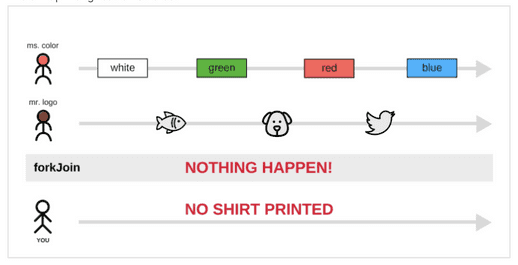 ms. color
white
green
red
blue
mr. logo
forkJoin
NOTHING HAPPEN!
NO SHIRT PRINTED
YOU